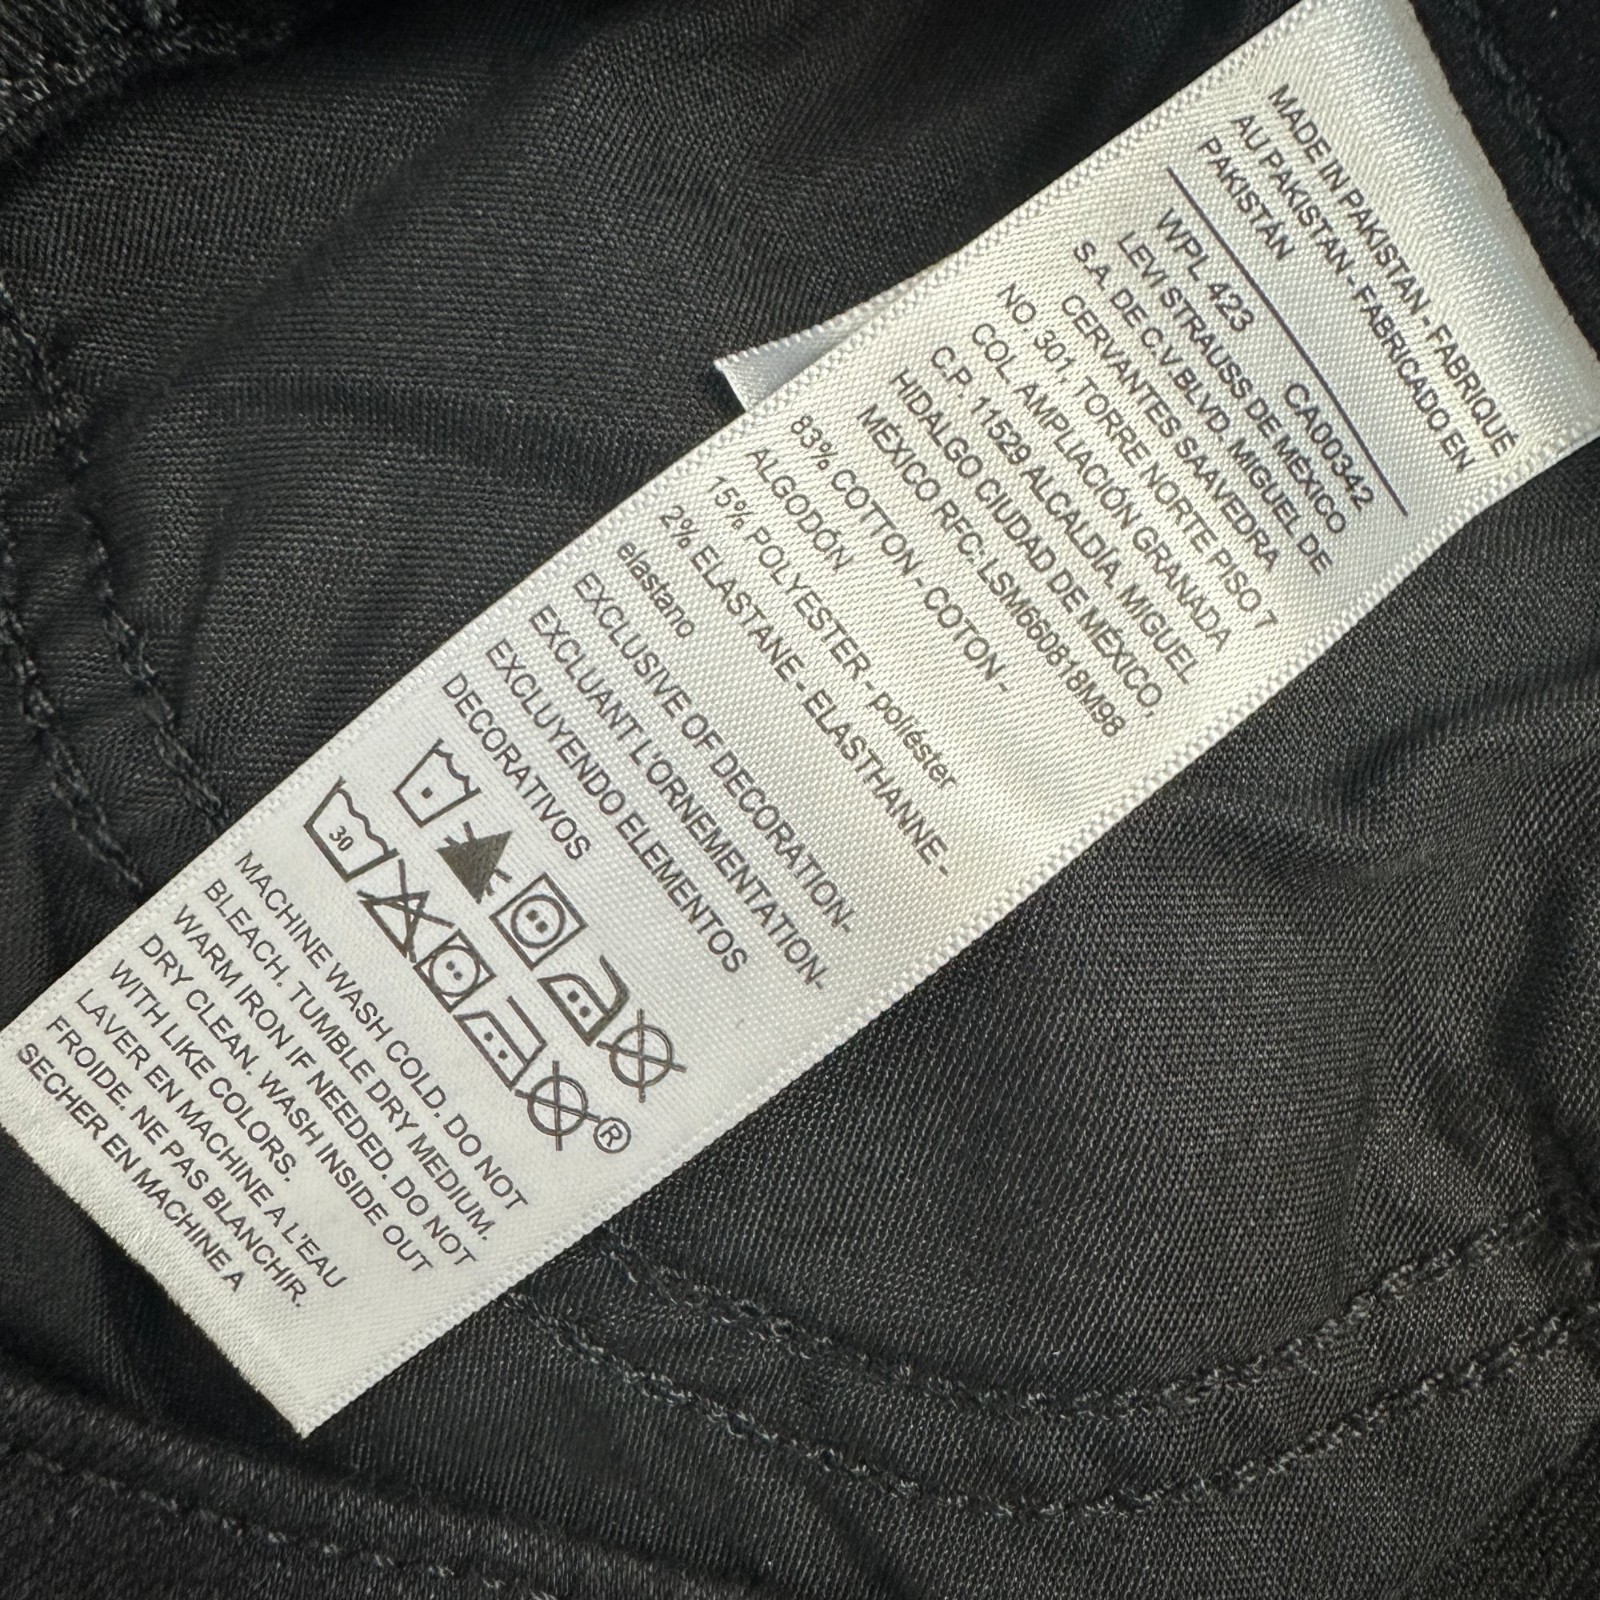 MADE IN PAKISTAN - FABRIQUÉ
AU PAKISTAN - FABRICADO EN
PAKISTÁN
WPL 423 CA00342
LEVI STRAUSS DE MÉXICO
S.A. DE C.V.BLVD. MIGUEL DE
CERVANTES SAAVEDRA
NO. 301, TORRE NORTE PISO 7
COL. AMPLIACIÓN GRANADA
C.P. 11529 ALCALDÍA, MIGUEL
HIDALGO CIUDAD DE MÉXICO,
MÉXICO RFC: LSM660818M98
83% COTTON - COTON -
ALGODÓN
15% POLYESTER - poliéster
2% ELASTANE - ELASTHANNE -
elastano
EXCLUSIVE OF DECORATION-
EXCLUANT L'ORNEMENTATION-
EXCLUYENDO ELEMENTOS
DECORATIVOS
30
®
MACHINE WASH COLD. DO NOT
BLEACH. TUMBLE DRY MEDIUM.
WARM IRON IF NEEDED. DO NOT
DRY CLEAN. WASH INSIDE OUT
WITH LIKE COLORS.
LAVER EN MACHINE A L'EAU
FROIDE. NE PAS BLANCHIR.
SECHER EN MACHINE A